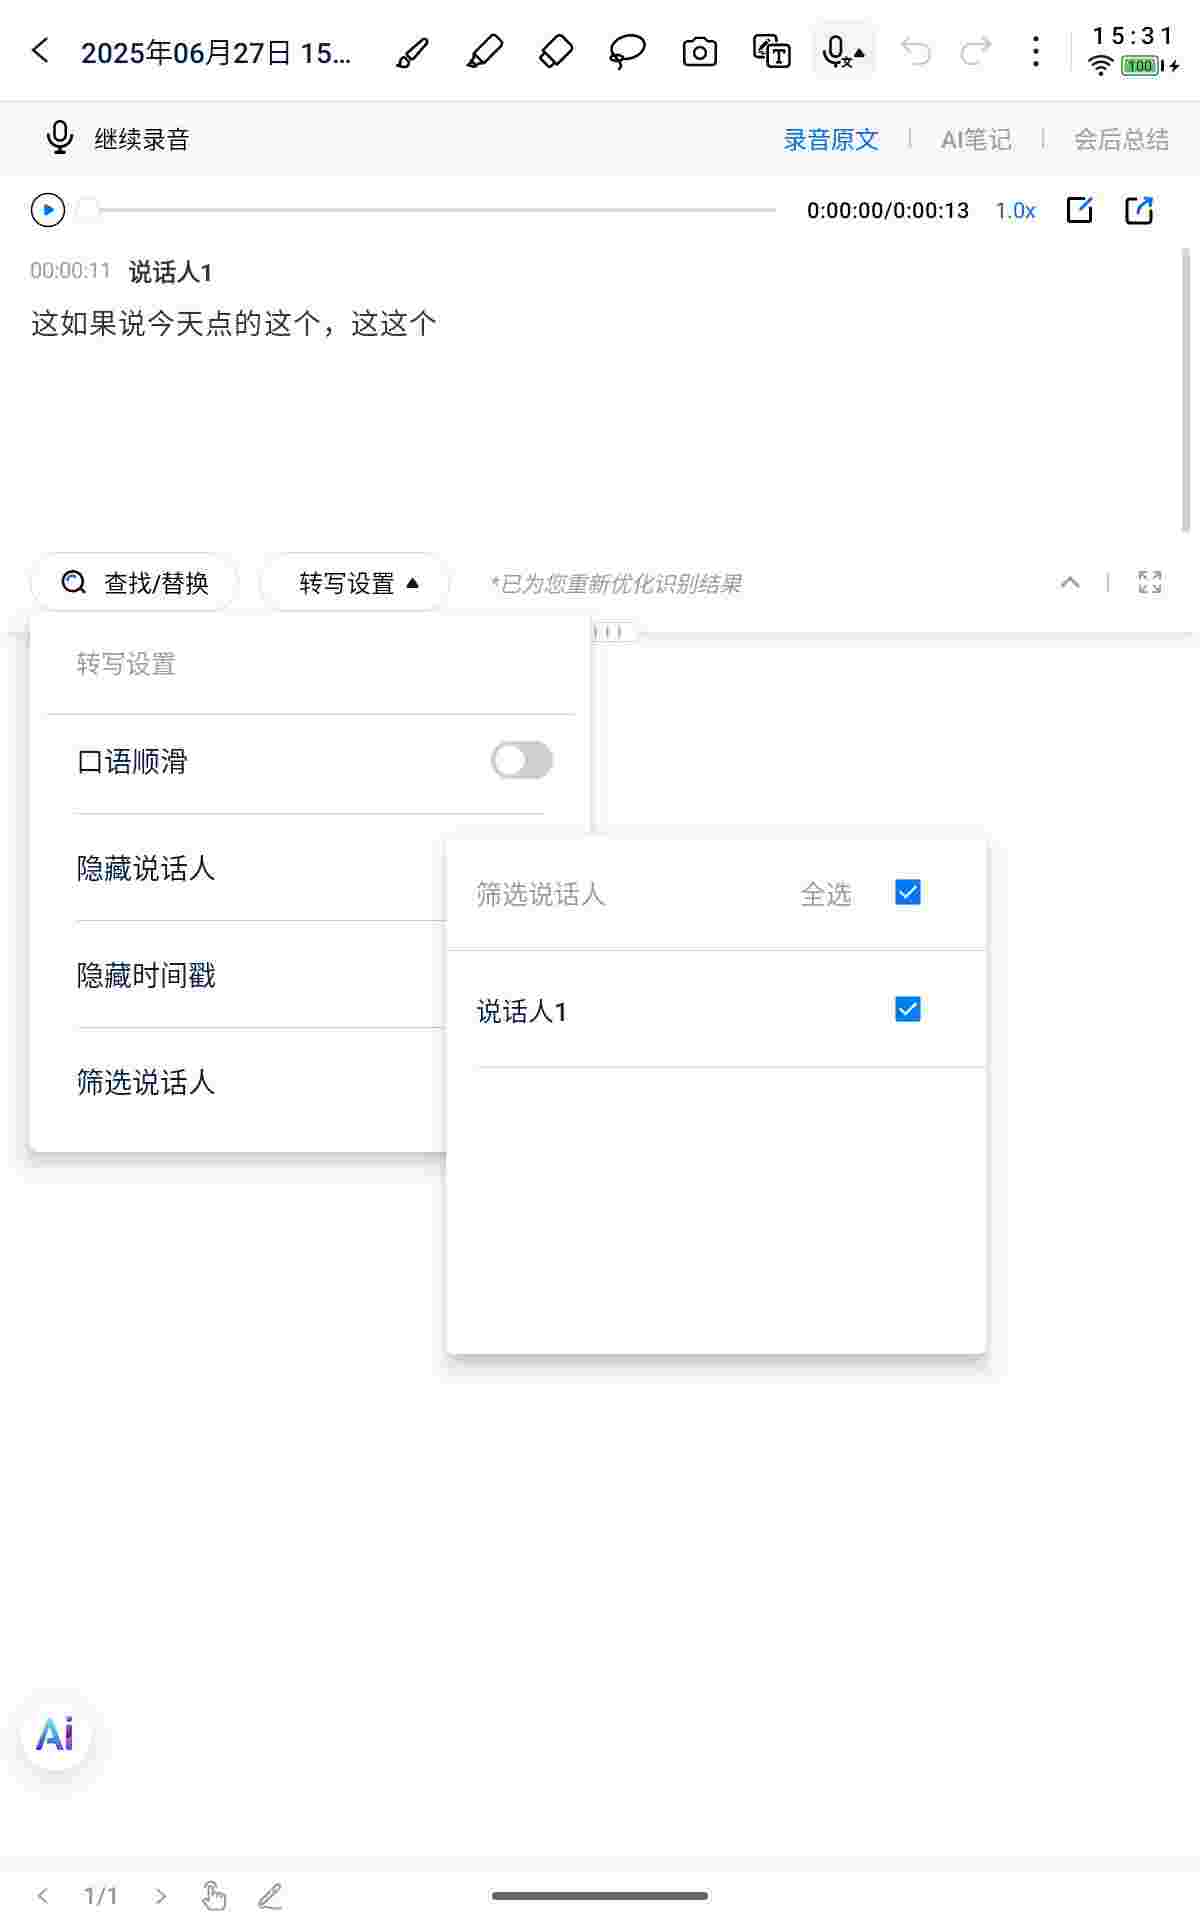 2025年06月27日 15...
15:31
100
继续录音
录音原文
AI笔记
会后总结
0:00:00/0:00:13
1.0x
00:00:11 说话人1
这如果说今天点的这个，这这个
查找/替换
转写设置
*已为您重新优化识别结果
转写设置
口语顺滑
隐藏说话人
隐藏时间戳
筛选说话人
筛选说话人 全选
说话人1
Ai
1/1